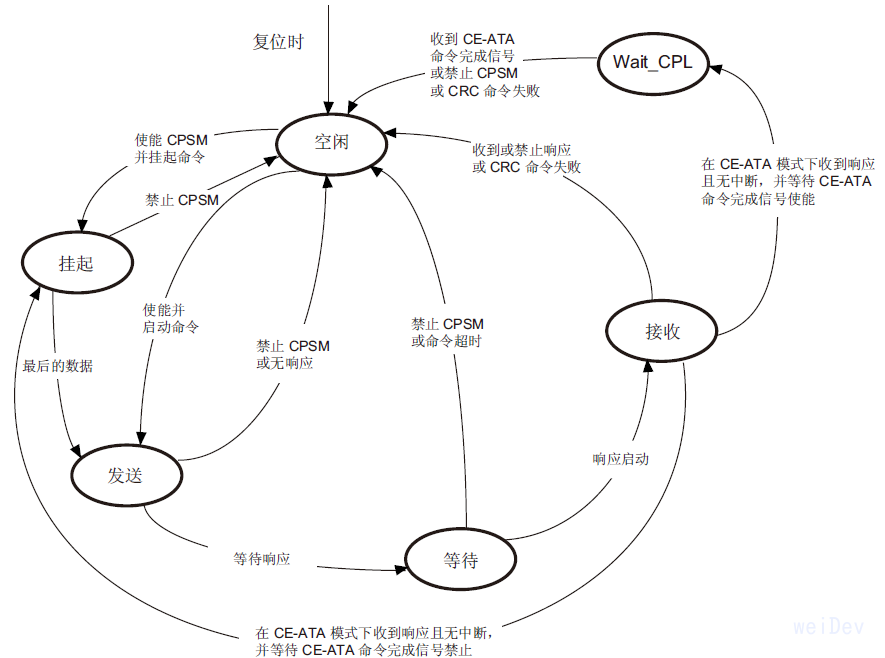 复位时
收到 CE-ATA
命令完成信号
或禁止 CPSM
或 CRC 命令失败
Wait_CPL
使能 CPSM
并挂起命令
空闲
收到或禁止响应
或 CRC 命令失败
在 CE-ATA 模式下收到响应
且无中断，并等待 CE-ATA
命令完成信号使能
禁止 CPSM
挂起
使能并
启动命令
禁止 CPSM
或无响应
禁止 CPSM
或命令超时
接收
最后的数据
发送
响应启动
等待响应
等待
在 CE-ATA 模式下收到响应且无中断，
并等待 CE-ATA 命令完成信号禁止
weiDev